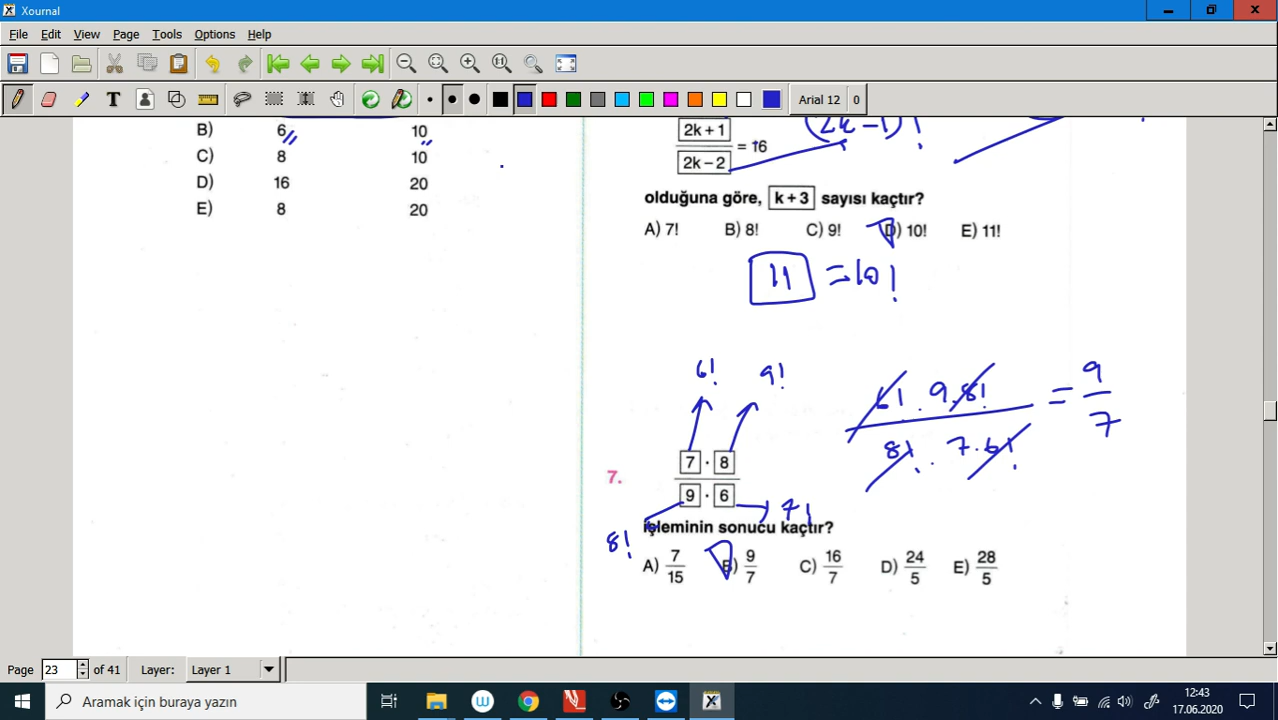 Xournal
File Edit View Page Tools Options Help
Arial 12 0
B) 6 10
C) 8 10
D) 16 20
E) 8 20
(2k-1)!
2k+1
2k-2
= 16
olduğuna göre, k+3 sayısı kaçtır?
A) 7! B) 8! C) 9! D) 10! E) 11!
11 = 10!
6! 9!
7.
7 · 8
9 · 6
8! 7!
6! . 9 . 8!
8! . 7 . 6!
= 9
7
işleminin sonucu kaçtır?
A) 7/15 B) 9/7 C) 16/7 D) 24/5 E) 28/5
Page 23 of 41 Layer: Layer 1
Aramak için buraya yazın
12:43
17.06.2020